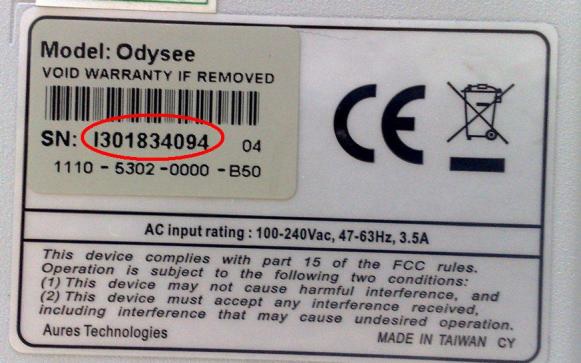 Model: Odysee
VOID WARRANTY IF REMOVED
SN: I301834094 04
1110 - 5302 - 0000 - B50
CE
AC input rating : 100-240Vac, 47-63Hz, 3.5A
This device complies with part 15 of the FCC rules.
Operation is subject to the following two conditions:
(1) This device may not cause harmful interference, and
(2) This device must accept any interference received,
including interference that may cause undesired operation.
Aures Technologies
MADE IN TAIWAN CY